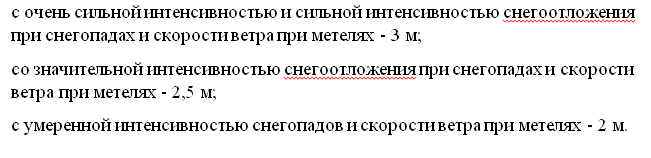 с очень сильной интенсивностью и сильной интенсивностью снегоотложения
при снегопадах и скорости ветра при метелях - 3 м;
со значительной интенсивностью снегоотложения при снегопадах и скорости
ветра при метелях - 2,5 м;
с умеренной интенсивностью снегопадов и скорости ветра при метелях - 2 м.